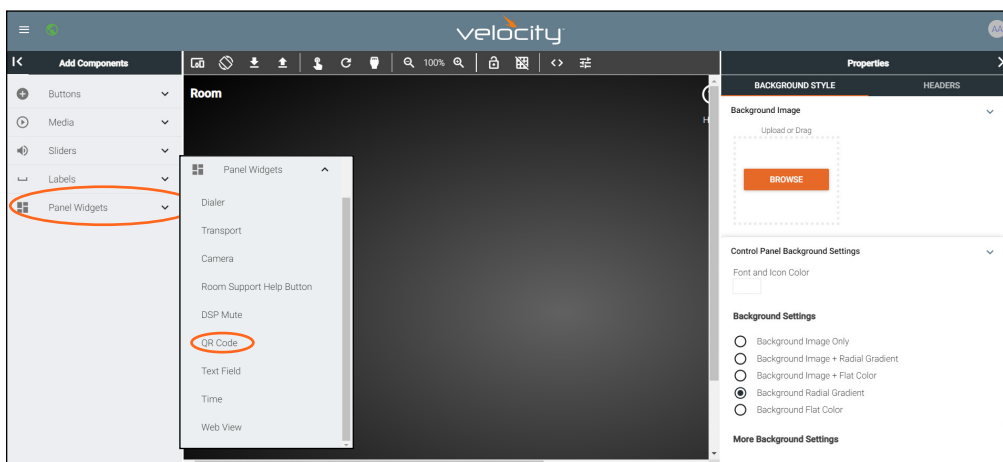 velocity
AA
Add Components
100%
Properties
Buttons
Media
Sliders
Labels
Panel Widgets
Room
H
Panel Widgets
Dialer
Transport
Camera
Room Support Help Button
DSP Mute
QR Code
Text Field
Time
Web View
BACKGROUND STYLE
HEADERS
Background Image
Upload or Drag
BROWSE
Control Panel Background Settings
Font and Icon Color
Background Settings
Background Image Only
Background Image + Radial Gradient
Background Image + Flat Color
Background Radial Gradient
Background Flat Color
More Background Settings